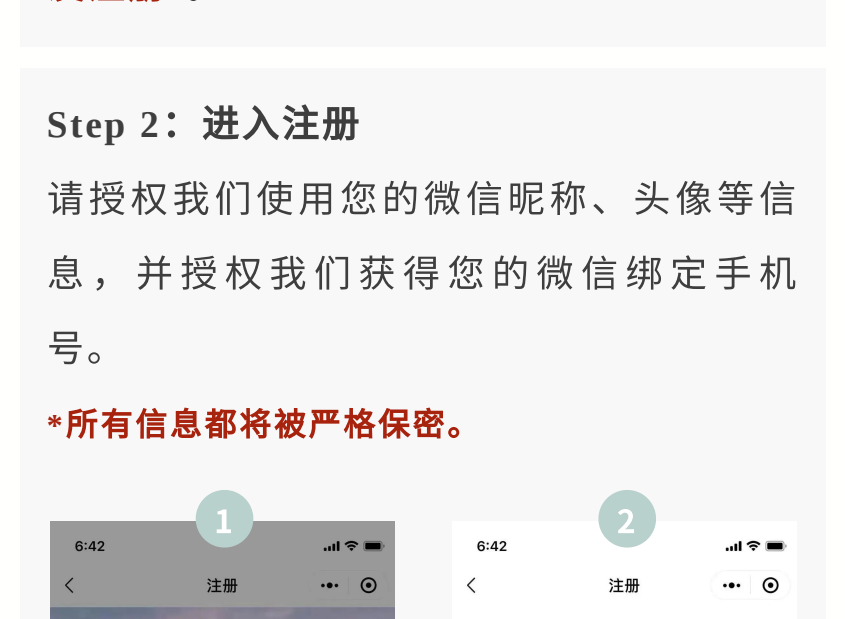 Step 2：进入注册
请授权我们使用您的微信昵称、头像等信
息，并授权我们获得您的微信绑定手机
号。
*所有信息都将被严格保密。
1
2
6:42
6:42
注册
注册